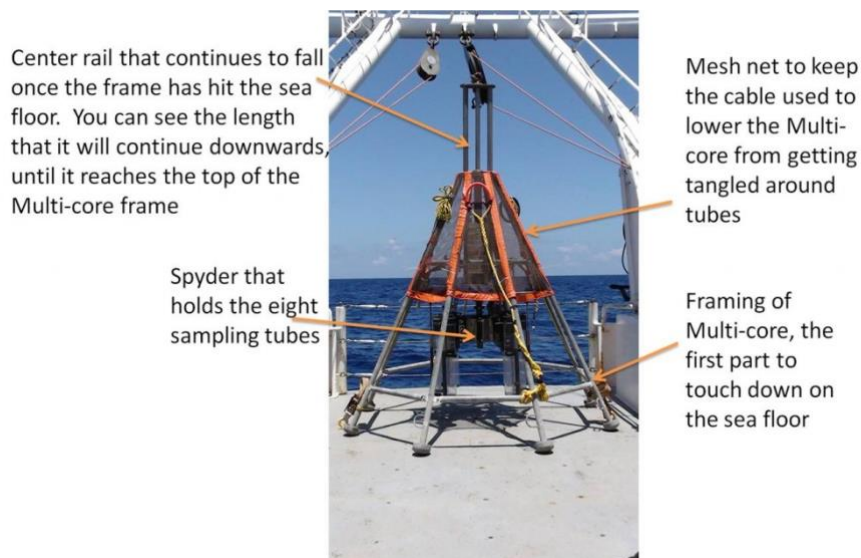 Center rail that continues to fall
once the frame has hit the sea
floor.  You can see the length
that it will continue downwards,
until it reaches the top of the
Multi-core frame
Spyder that
holds the eight
sampling tubes
Mesh net to keep
the cable used to
lower the Multi-
core from getting
tangled around
tubes
Framing of
Multi-core, the
first part to
touch down on
the sea floor